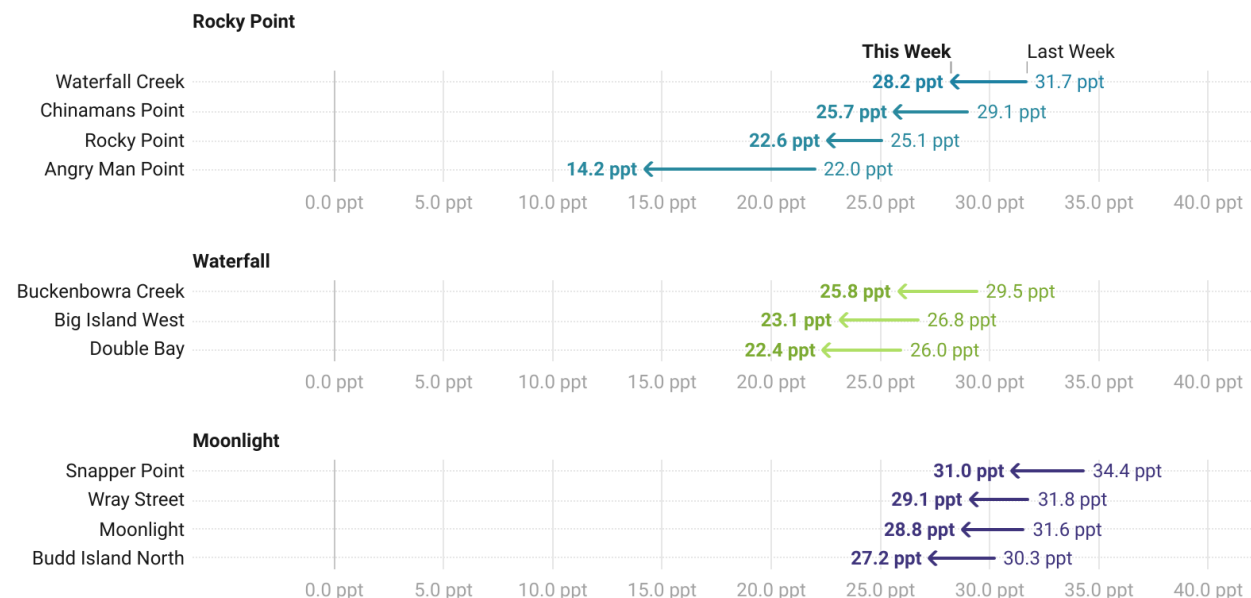 Rocky Point
This Week Last Week
Waterfall Creek 28.2 ppt 31.7 ppt
Chinamans Point 25.7 ppt 29.1 ppt
Rocky Point 22.6 ppt 25.1 ppt
Angry Man Point 14.2 ppt 22.0 ppt
0.0 ppt 5.0 ppt 10.0 ppt 15.0 ppt 20.0 ppt 25.0 ppt 30.0 ppt 35.0 ppt 40.0 ppt
Waterfall
Buckenbowra Creek 25.8 ppt 29.5 ppt
Big Island West 23.1 ppt 26.8 ppt
Double Bay 22.4 ppt 26.0 ppt
0.0 ppt 5.0 ppt 10.0 ppt 15.0 ppt 20.0 ppt 25.0 ppt 30.0 ppt 35.0 ppt 40.0 ppt
Moonlight
Snapper Point 31.0 ppt 34.4 ppt
Wray Street 29.1 ppt 31.8 ppt
Moonlight 28.8 ppt 31.6 ppt
Budd Island North 27.2 ppt 30.3 ppt
0.0 ppt 5.0 ppt 10.0 ppt 15.0 ppt 20.0 ppt 25.0 ppt 30.0 ppt 35.0 ppt 40.0 ppt